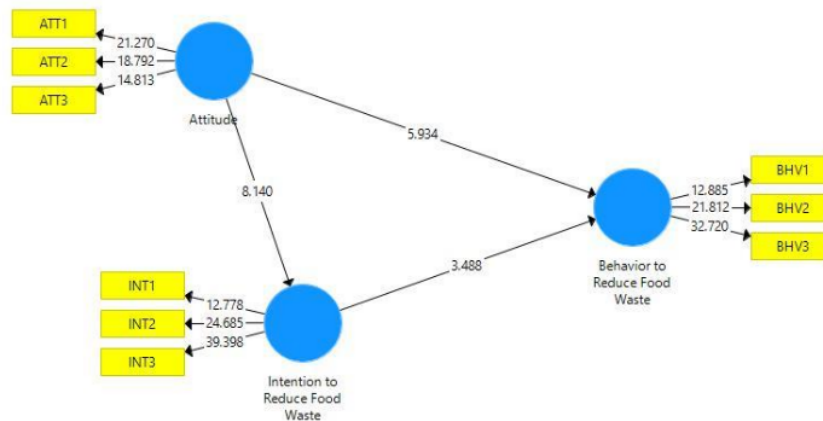 ATT1
21.270
ATT2
18.792
ATT3
14.813
Attitude
5.934
8.140
BHV1
12.885
BHV2
21.812
BHV3
32.720
Behavior to
Reduce Food
Waste
3.488
INT1
12.778
INT2
24.685
INT3
39.398
Intention to
Reduce Food
Waste